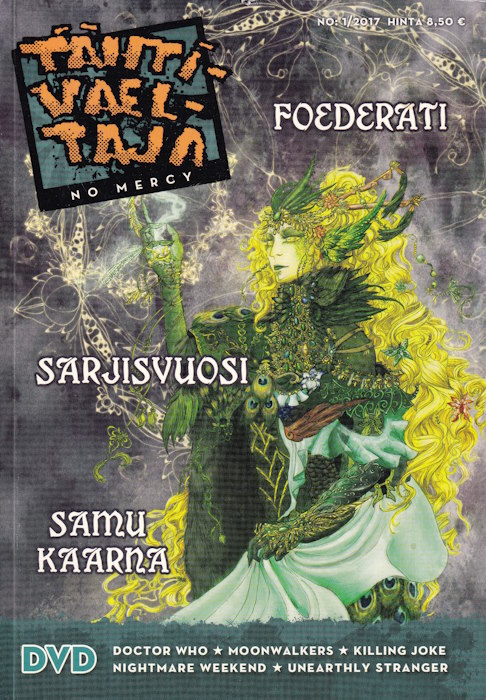 NO: 1/2017 HINTA 8,50 €
TÄHTI-
VAEL-
TAJA
NO MERCY
FOEDERATI
SARJISVUOSI
SAMU
KAARNA
DVD
DOCTOR WHO ★ MOONWALKERS ★ KILLING JOKE
NIGHTMARE WEEKEND ★ UNEARTHLY STRANGER